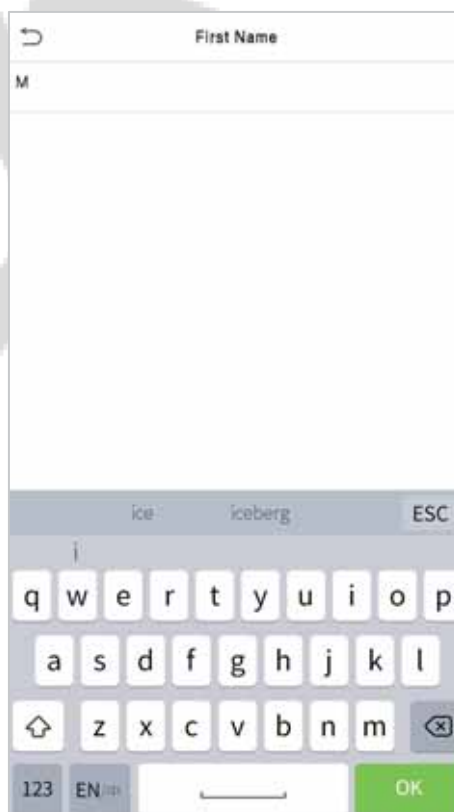 First Name
M
ice iceberg ESC
i
q w e r t y u i o p
a s d f g h j k l
z x c v b n m
123 EN OK